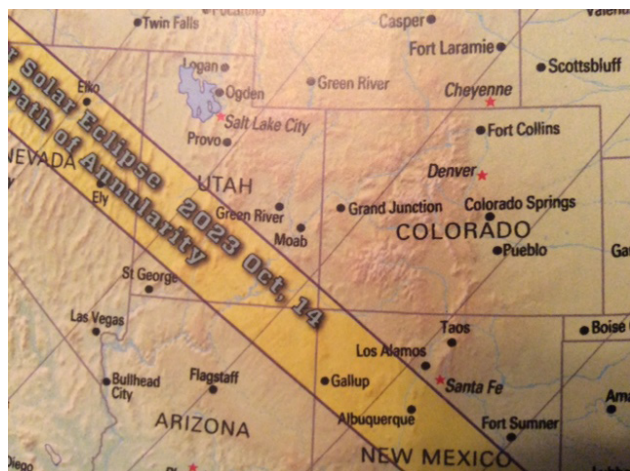 Twin Falls
Casper
Fort Laramie
Scottsbluff
Logan
Green River
Elko
Ogden
Cheyenne
Salt Lake City
Provo
Fort Collins
Solar Eclipse 2023 Oct, 14
Path of Annularity
NEVADA
UTAH
Denver
Ely
Green River
Grand Junction
Colorado Springs
Moab
COLORADO
Pueblo
St George
Las Vegas
Taos
Boise
Los Alamos
Bullhead
City
Flagstaff
Gallup
Santa Fe
Albuquerque
Fort Sumner
ARIZONA
NEW MEXICO